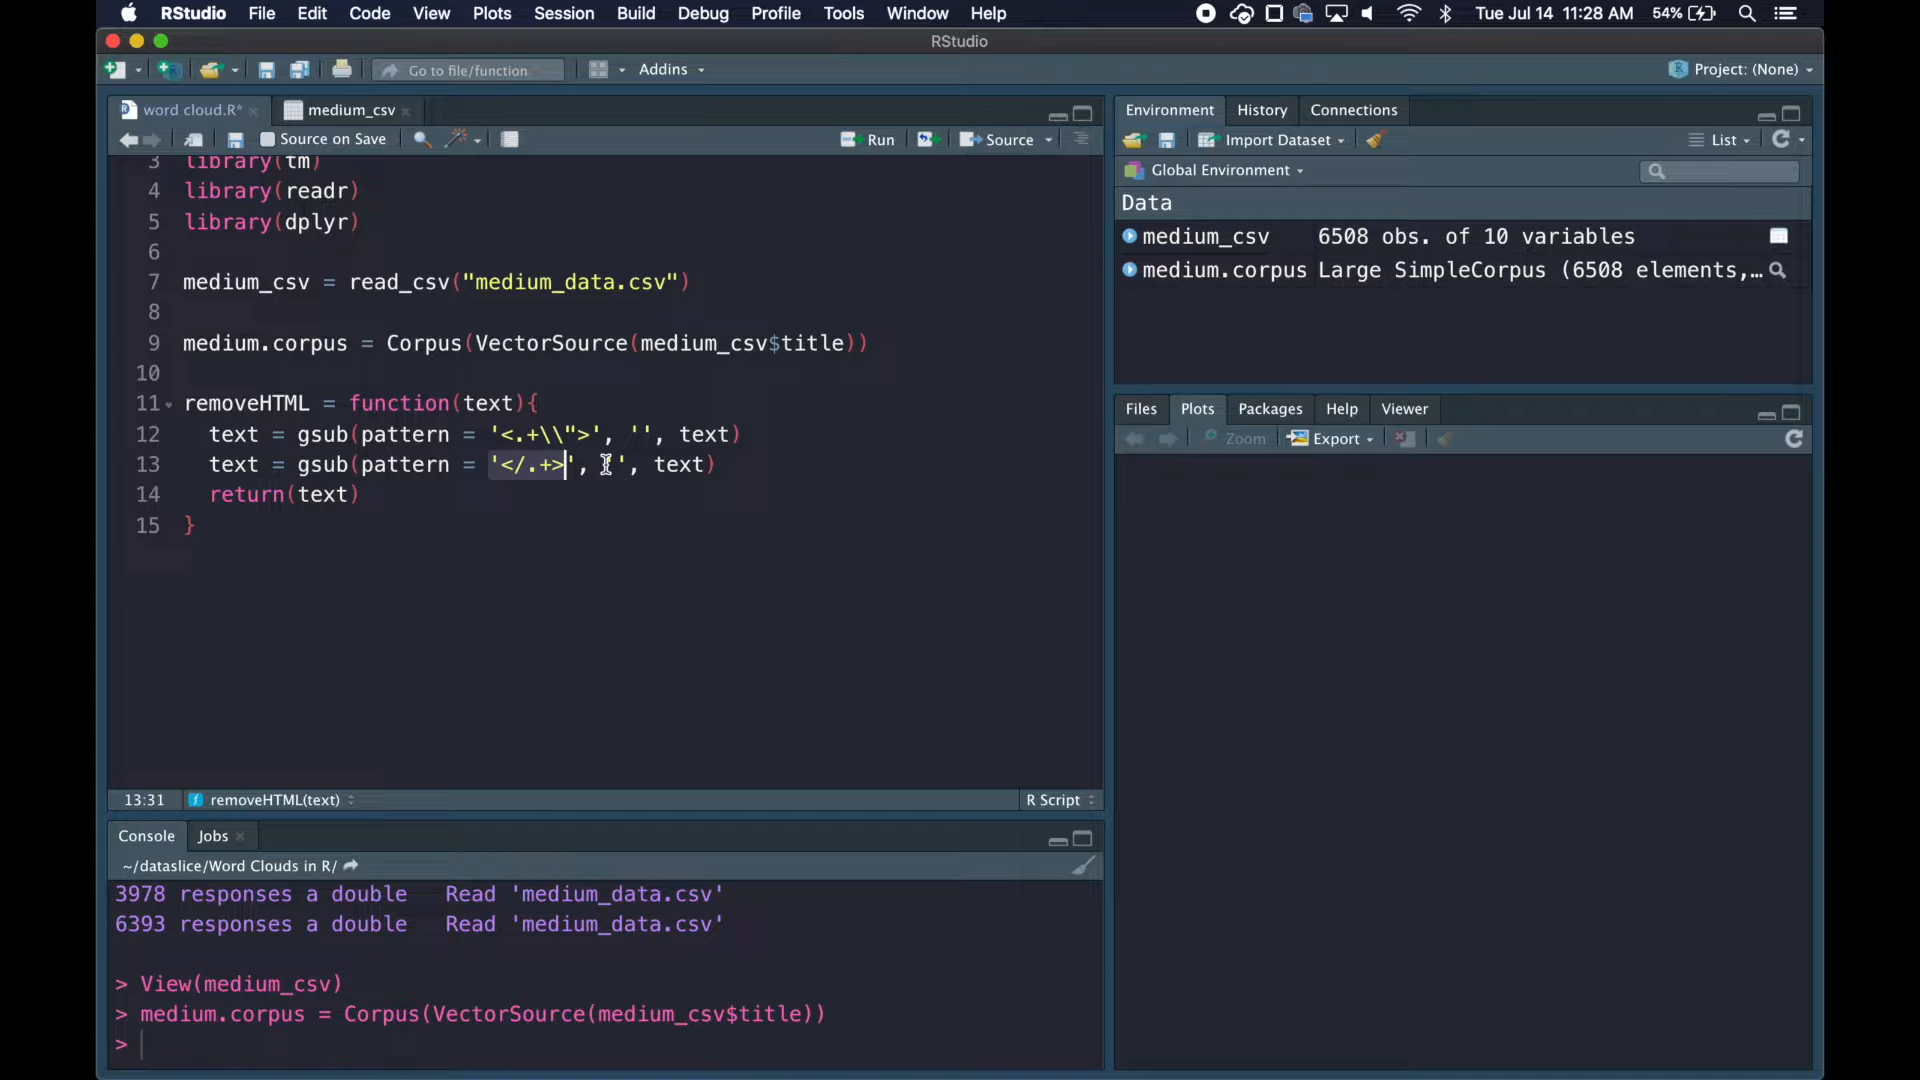 RStudio File Edit Code View Plots Session Build Debug Profile Tools Window Help Tue Jul 14 11:28 AM 54%
RStudio
Go to file/function Addins Project: (None)
word cloud.R* medium_csv
Source on Save Run Source
3 library(tm)
4 library(readr)
5 library(dplyr)
6
7 medium_csv = read_csv("medium_data.csv")
8
9 medium.corpus = Corpus(VectorSource(medium_csv$title))
10
11 removeHTML = function(text){
12 text = gsub(pattern = '<.+\\">', '', text)
13 text = gsub(pattern = '</.+>', '', text)
14 return(text)
15 }
13:31 removeHTML(text) R Script
Console Jobs
~/dataslice/Word Clouds in R/
3978 responses a double Read 'medium_data.csv'
6393 responses a double Read 'medium_data.csv'
> View(medium_csv)
> medium.corpus = Corpus(VectorSource(medium_csv$title))
>
Environment History Connections
Import Dataset List
Global Environment
Data
medium_csv 6508 obs. of 10 variables
medium.corpus Large SimpleCorpus (6508 elements,…
Files Plots Packages Help Viewer
Zoom Export